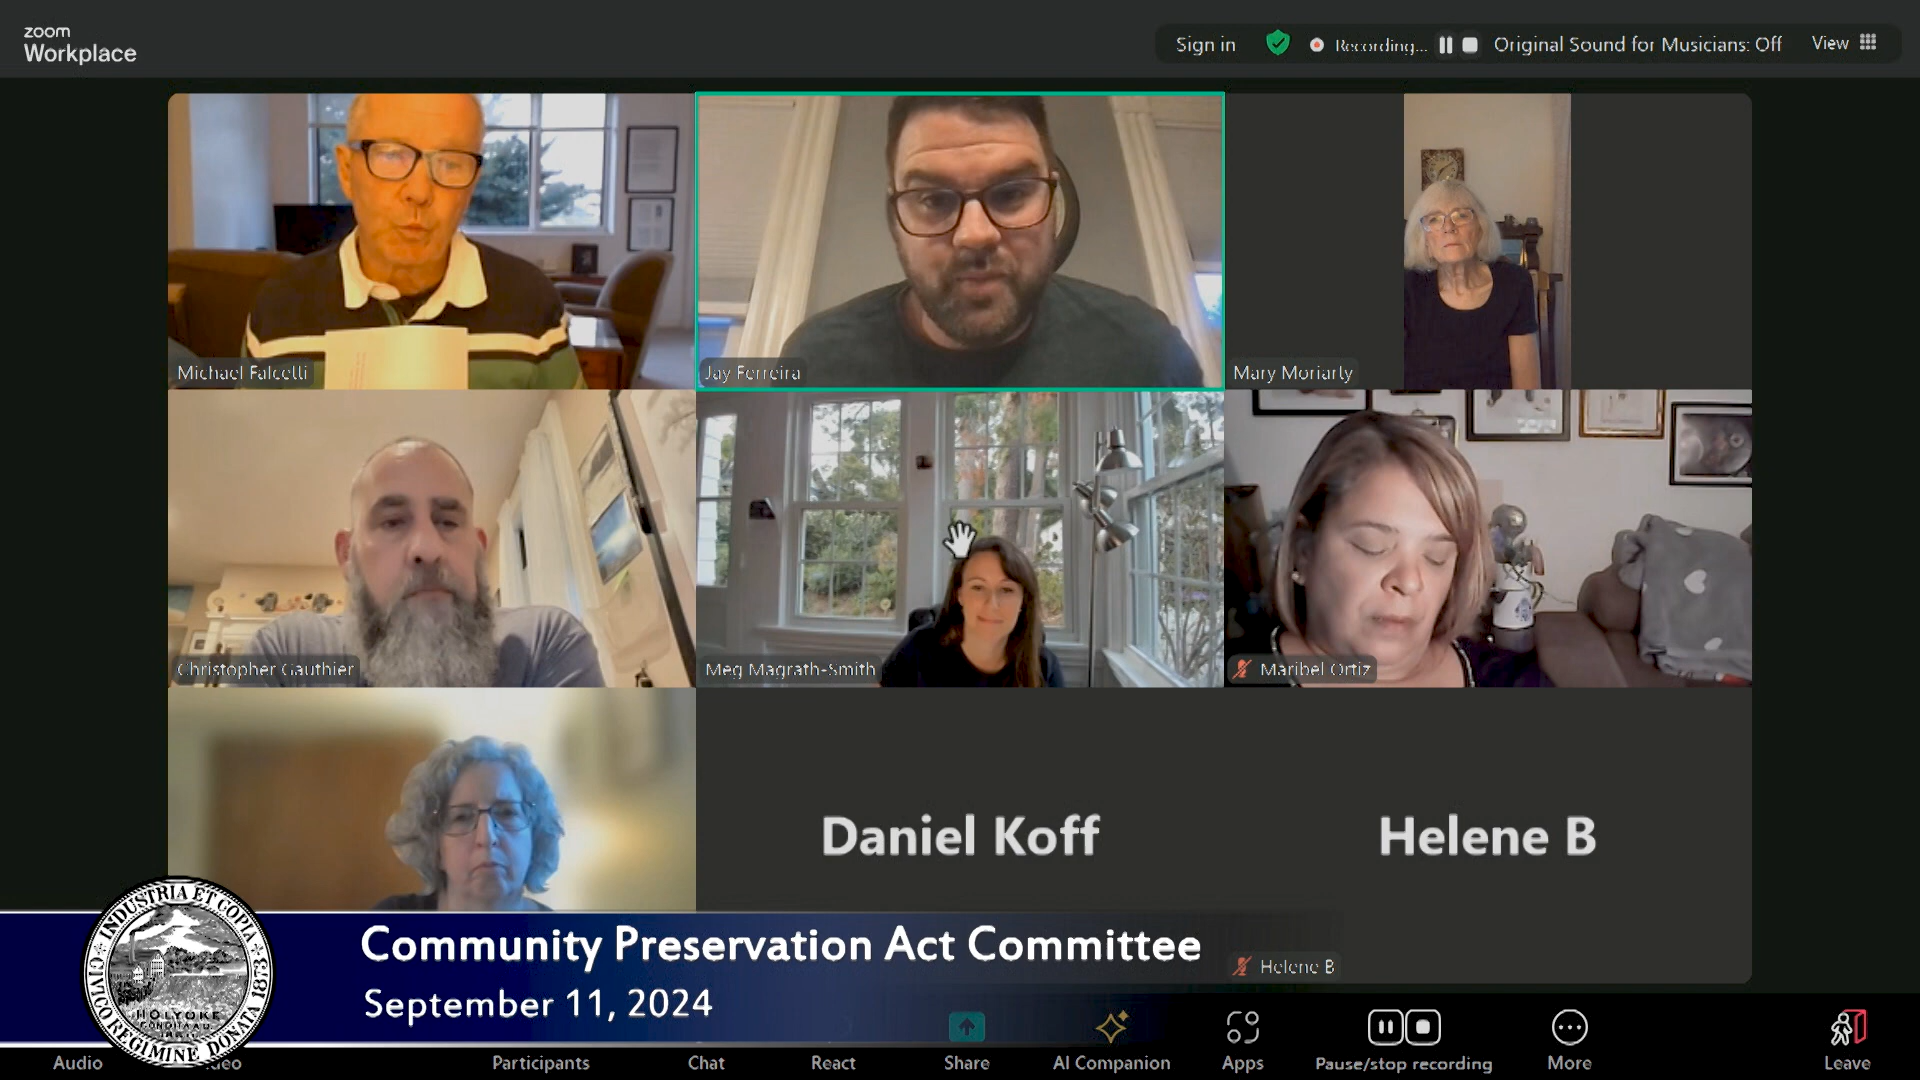 zoom
Workplace
Sign in
Recording...
Original Sound for Musicians: Off
View
Michael Falcetti
Jay Ferreira
Mary Moriarty
Christopher Gauthier
Meg Magrath-Smith
Maribel Ortiz
Daniel Koff
Helene B
Helene B
Community Preservation Act Committee
September 11, 2024
INDUSTRIA ET COPIA
CIVITAS REGIMINE DONATA 1873
HOLYOKE
Audio
deo
Participants
Chat
React
Share
AI Companion
Apps
Pause/stop recording
More
Leave